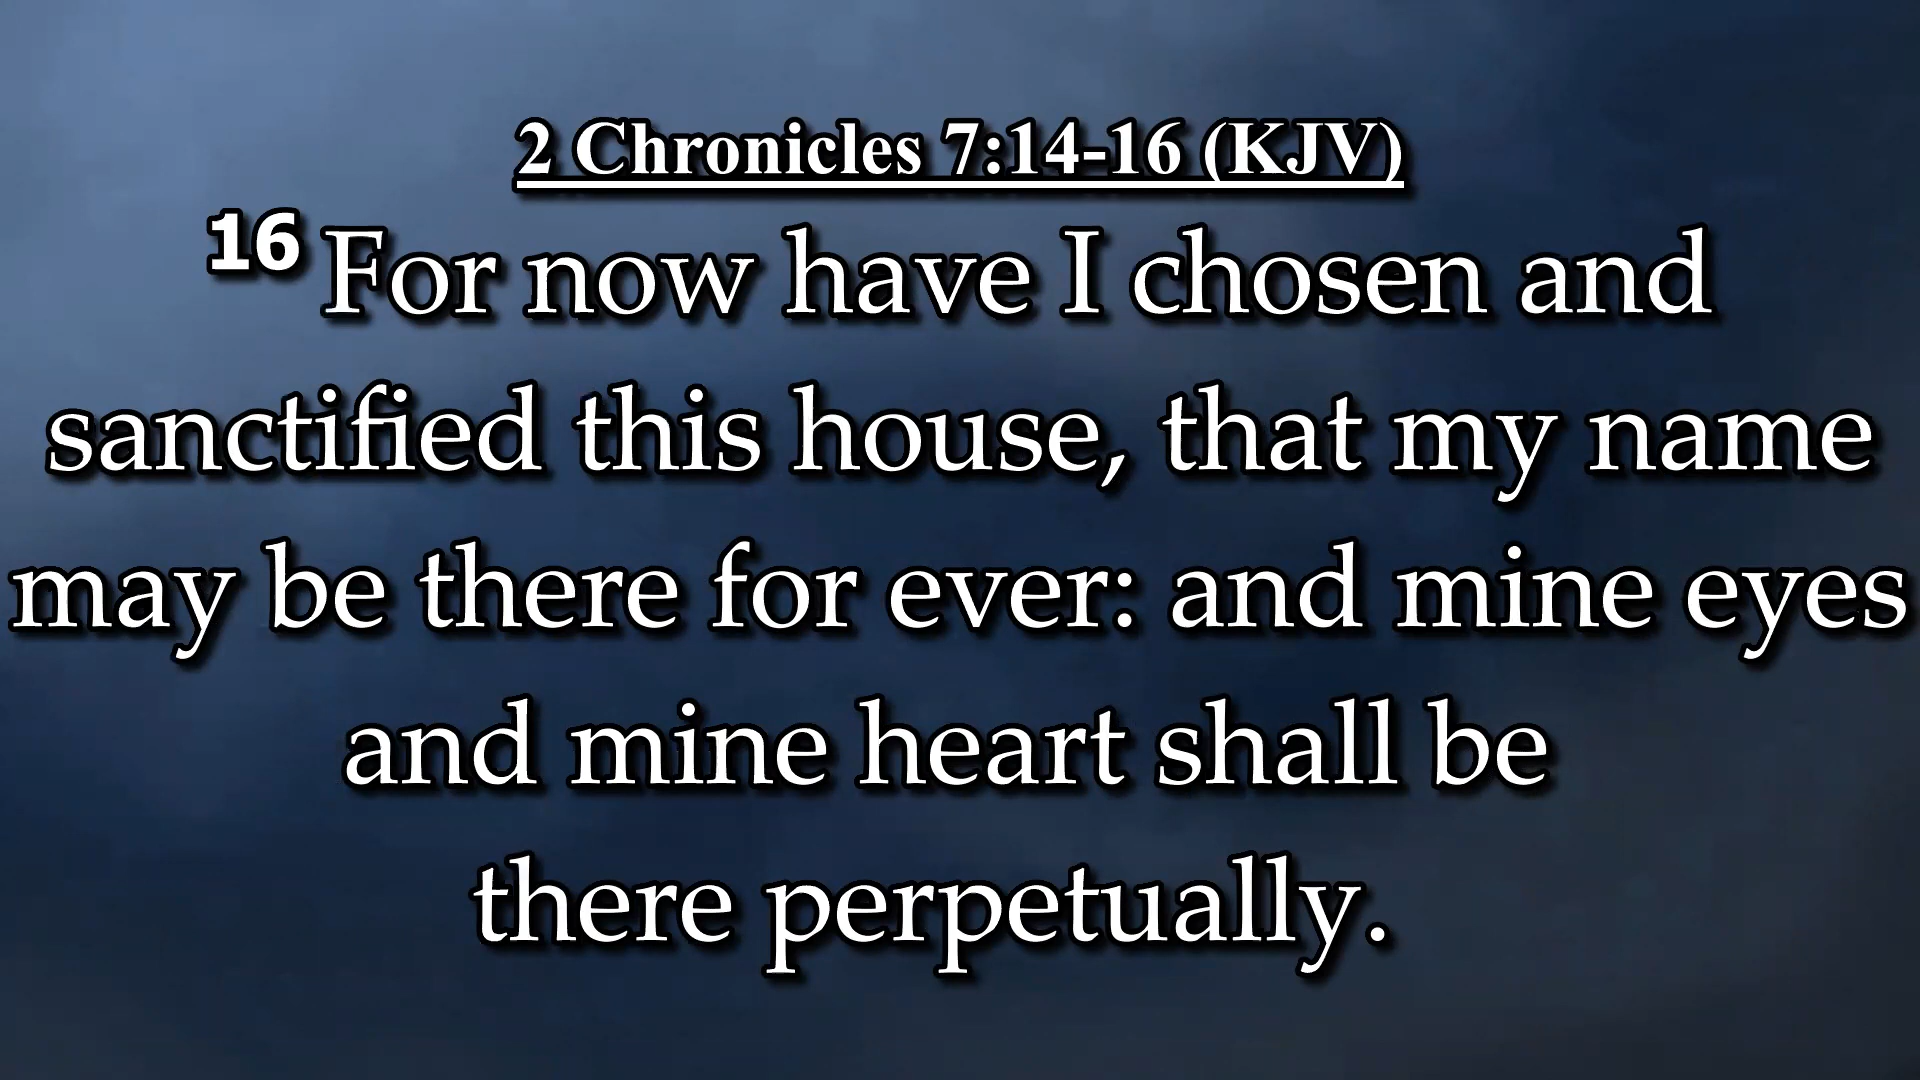 2 Chronicles 7:14-16 (KJV)
16 For now have I chosen and
sanctified this house, that my name
may be there for ever: and mine eyes
and mine heart shall be
there perpetually.